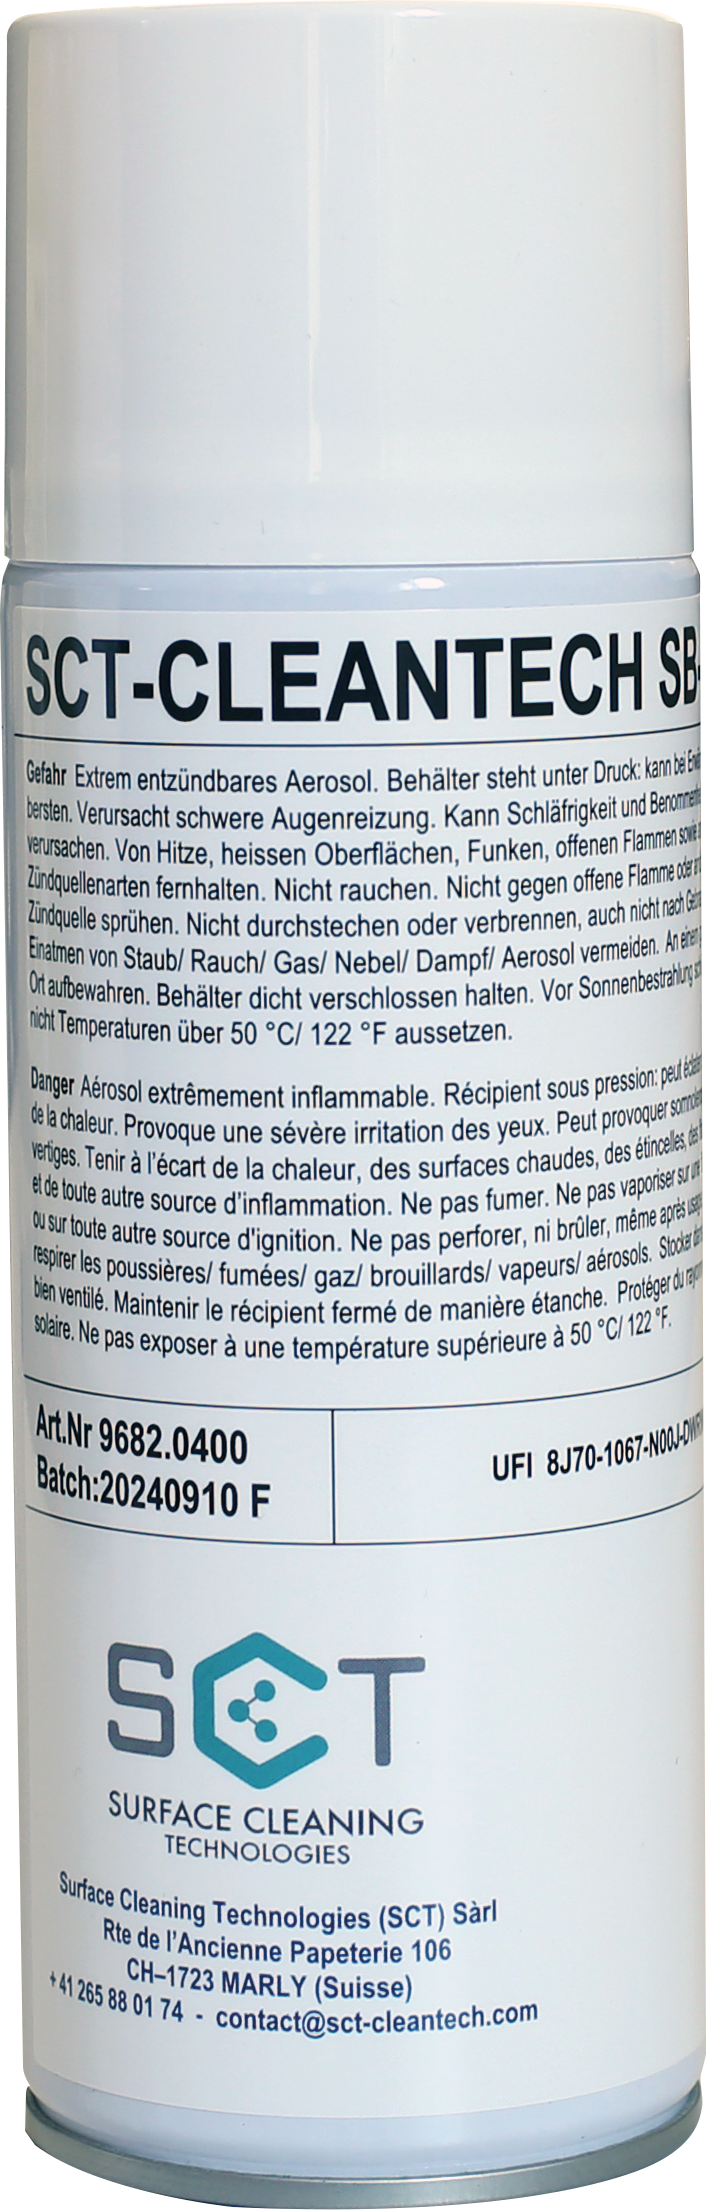 SCT-CLEANTECH SB-
Gefahr Extrem entzündbares Aerosol. Behälter steht unter Druck: kann bei
bersten. Verursacht schwere Augenreizung. Kann Schläfrigkeit und
verursachen. Von Hitze, heissen Oberflächen, Funken, offenen Flammen sowie
Zündquellenarten fernhalten. Nicht rauchen. Nicht gegen offene Flamme oder
Zündquelle sprühen. Nicht durchstechen oder verbrennen, auch nicht nach
Einatmen von Staub/ Rauch/ Gas/ Nebel/ Dampf/ Aerosol vermeiden. An einem
Ort aufbewahren. Behälter dicht verschlossen halten. Vor Sonnenbestrahlung
nicht Temperaturen über 50 °C/ 122 °F aussetzen.
Danger Aérosol extrêmement inflammable. Récipient sous pression: peut
de la chaleur. Provoque une sévère irritation des yeux. Peut provoquer
vertiges. Tenir à l'écart de la chaleur, des surfaces chaudes, des étincelles, des
et de toute autre source d'inflammation. Ne pas fumer. Ne pas vaporiser sur une
ou sur toute autre source d'ignition. Ne pas perforer, ni brûler, même après
respirer les poussières/ fumées/ gaz/ brouillards/ vapeurs/ aérosols. Stocker
bien ventilé. Maintenir le récipient fermé de manière étanche. Protéger du
solaire. Ne pas exposer à une température supérieure à 50 °C/ 122 °F.
Art.Nr 9682.0400
Batch:20240910 F
UFI 8J70-1067-N00J-
SCT
SURFACE CLEANING
TECHNOLOGIES
Surface Cleaning Technologies (SCT) Sàrl
Rte de l'Ancienne Papeterie 106
CH–1723 MARLY (Suisse)
+41 265 88 01 74 - contact@sct-cleantech.com